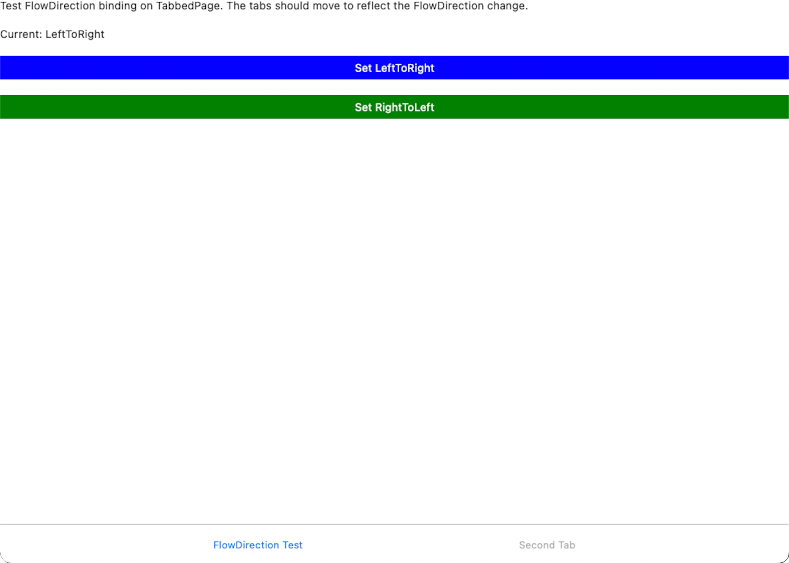 Test FlowDirection binding on TabbedPage. The tabs should move to reflect the FlowDirection change.
Current: LeftToRight
Set LeftToRight
Set RightToLeft
FlowDirection Test
Second Tab